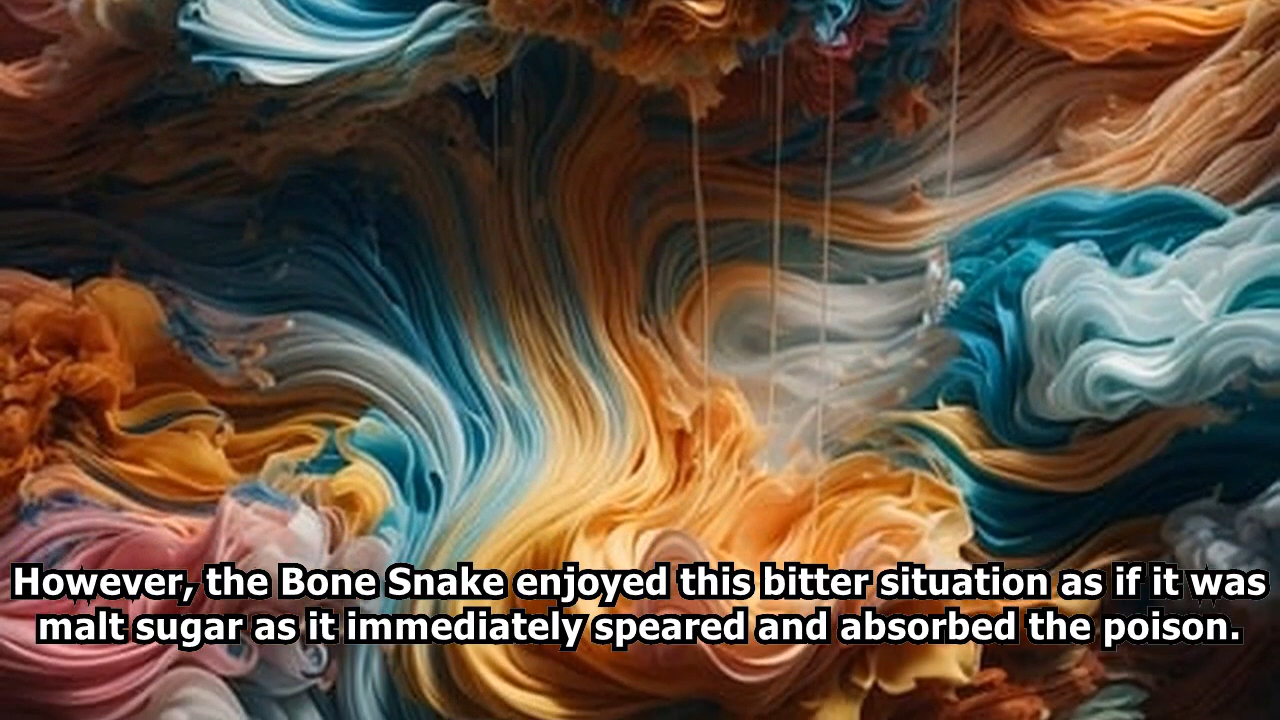 However, the Bone Snake enjoyed this bitter situation as if it was
malt sugar as it immediately speared and absorbed the poison.